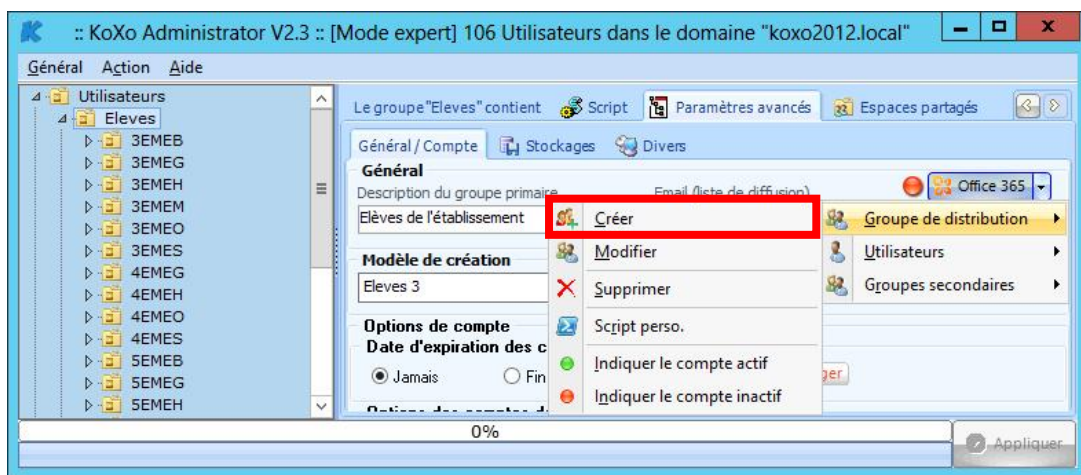 :: KoXo Administrator V2.3 :: [Mode expert] 106 Utilisateurs dans le domaine "koxo2012.local"
Général Action Aide
Utilisateurs
Eleves
3EMEB
3EMEG
3EMEH
3EMEM
3EMEO
3EMES
4EMEG
4EMEH
4EMEO
4EMES
5EMEB
5EMEG
5EMEH
Le groupe "Eleves" contient Script Paramètres avancés Espaces partagés
Général / Compte Stockages Divers
Général
Description du groupe primaire Email (liste de diffusion)
Office 365
Elèves de l'établissement
Modèle de création
Eleves 3
Options de compte
Date d'expiration des c
Jamais Fin
Créer
Modifier
Supprimer
Script perso.
Indiquer le compte actif
Indiquer le compte inactif
Groupe de distribution
Utilisateurs
Groupes secondaires
0%
Appliquer